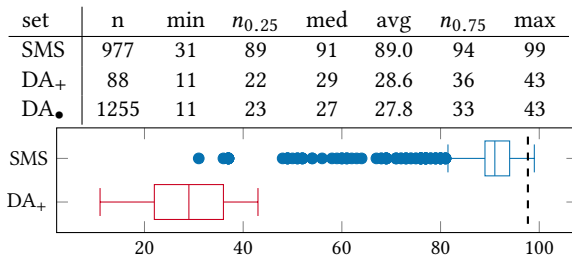 set n min n0.25 med avg n0.75 max
SMS 977 31 89 91 89.0 94 99
DA+ 88 11 22 29 28.6 36 43
DA● 1255 11 23 27 27.8 33 43
SMS
DA+
20 40 60 80 100